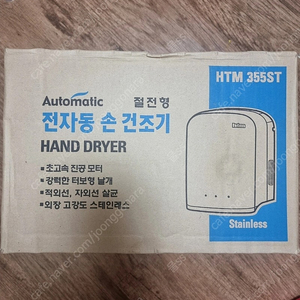 HTM 355ST
Automatic 절전형
전자동 손 건조기
HAND DRYER
■ 초고속 진공 모터
■ 강력한 터보형 날개
■ 적외선, 자외선 살균
■ 외장 고강도 스테인레스
Stainless